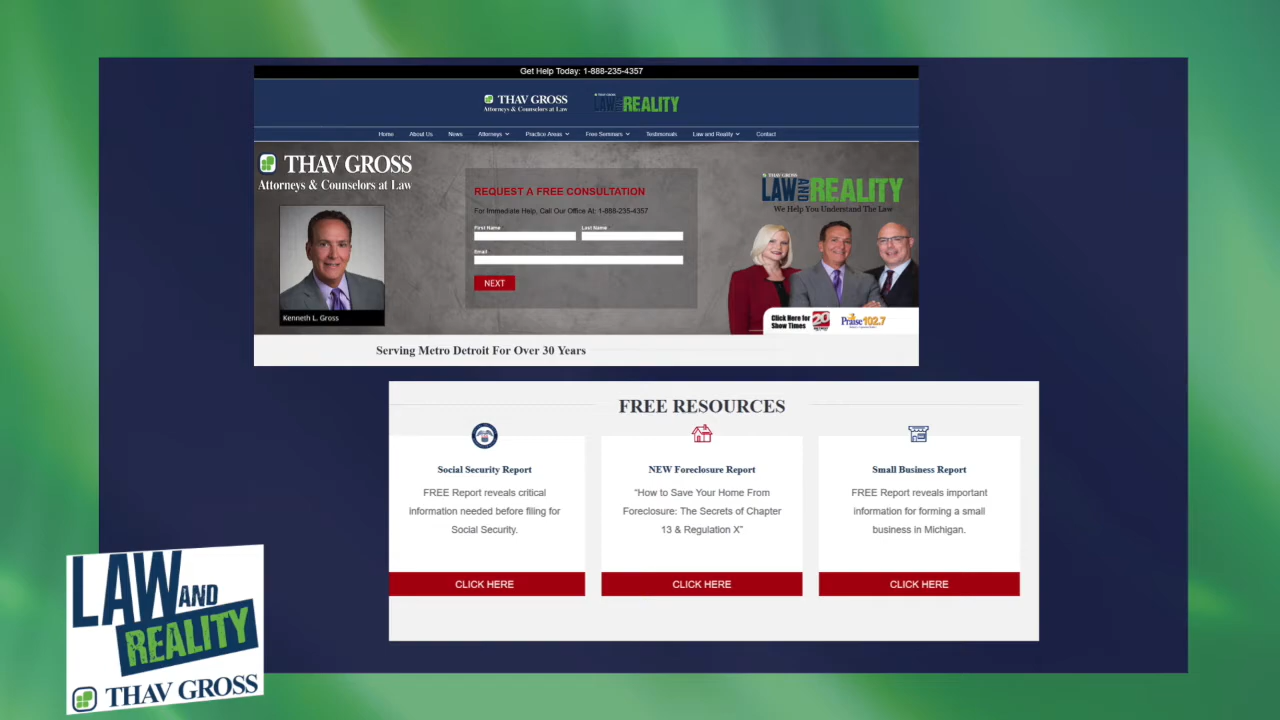 Get Help Today: 1-888-235-4357
THAV GROSS
Attorneys & Counselors at Law
THAV GROSS
LAW AND REALITY
Home About Us News Attorneys Practice Areas Free Seminars Testimonials Law and Reality Contact
THAV GROSS
Attorneys & Counselors at Law
Kenneth L. Gross
REQUEST A FREE CONSULTATION
For Immediate Help, Call Our Office At: 1-888-235-4357
First Name Last Name
Email
NEXT
THAV GROSS
LAW AND REALITY
We Help You Understand The Law
Click Here for
Show Times
20
Praise 102.7
Serving Metro Detroit For Over 30 Years
FREE RESOURCES
Social Security Report
FREE Report reveals critical
information needed before filing for
Social Security.
CLICK HERE
NEW Foreclosure Report
“How to Save Your Home From
Foreclosure: The Secrets of Chapter
13 & Regulation X”
CLICK HERE
Small Business Report
FREE Report reveals important
information for forming a small
business in Michigan.
CLICK HERE
LAW AND
REALITY
THAV GROSS